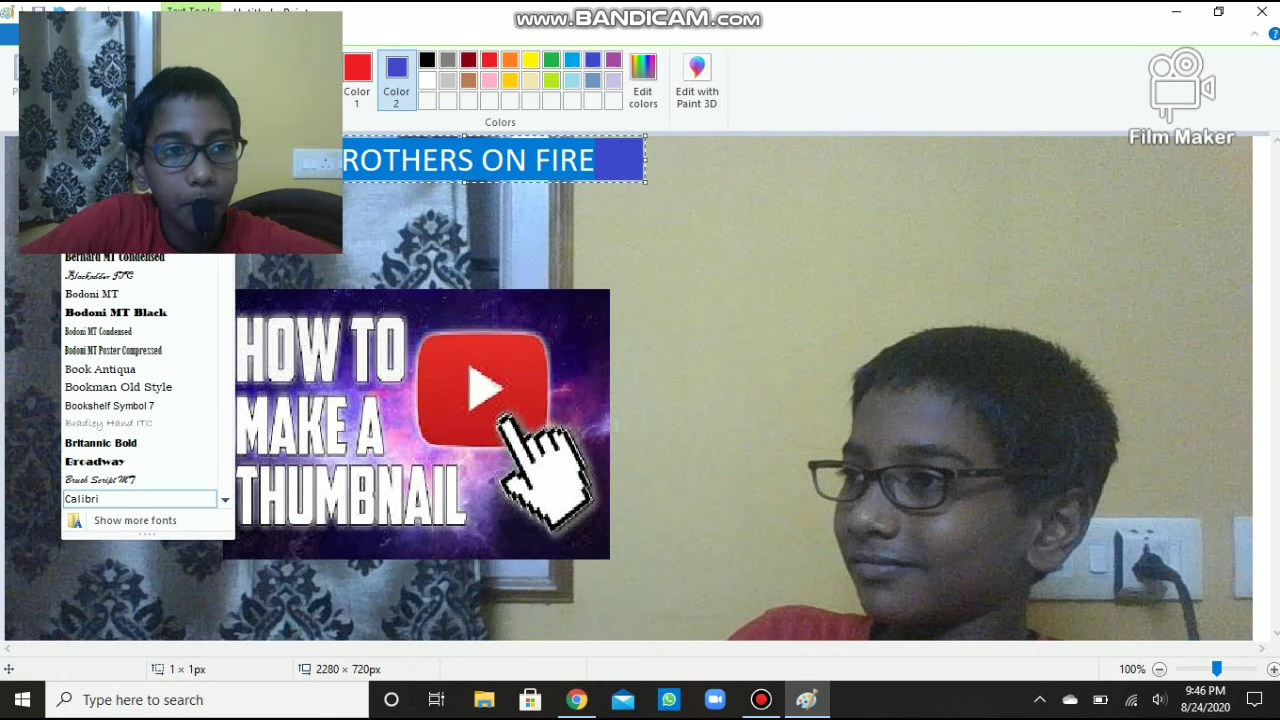 Text Tools
www.BANDICAM.com
Color
1
Color
2
Edit
colors
Edit with
Paint 3D
Colors
Film Maker
ROTHERS ON FIRE
Bernard MT Condensed
Blackadder ITC
Bodoni MT
Bodoni MT Black
Bodoni MT Condensed
Bodoni MT Poster Compressed
Book Antiqua
Bookman Old Style
Bookshelf Symbol 7
Bradley Hand ITC
Britannic Bold
Broadway
Brush Script MT
Calibri
Show more fonts
HOW TO
MAKE A
THUMBNAIL
1 × 1px
2280 × 720px
100%
Type here to search
9:46 PM
8/24/2020